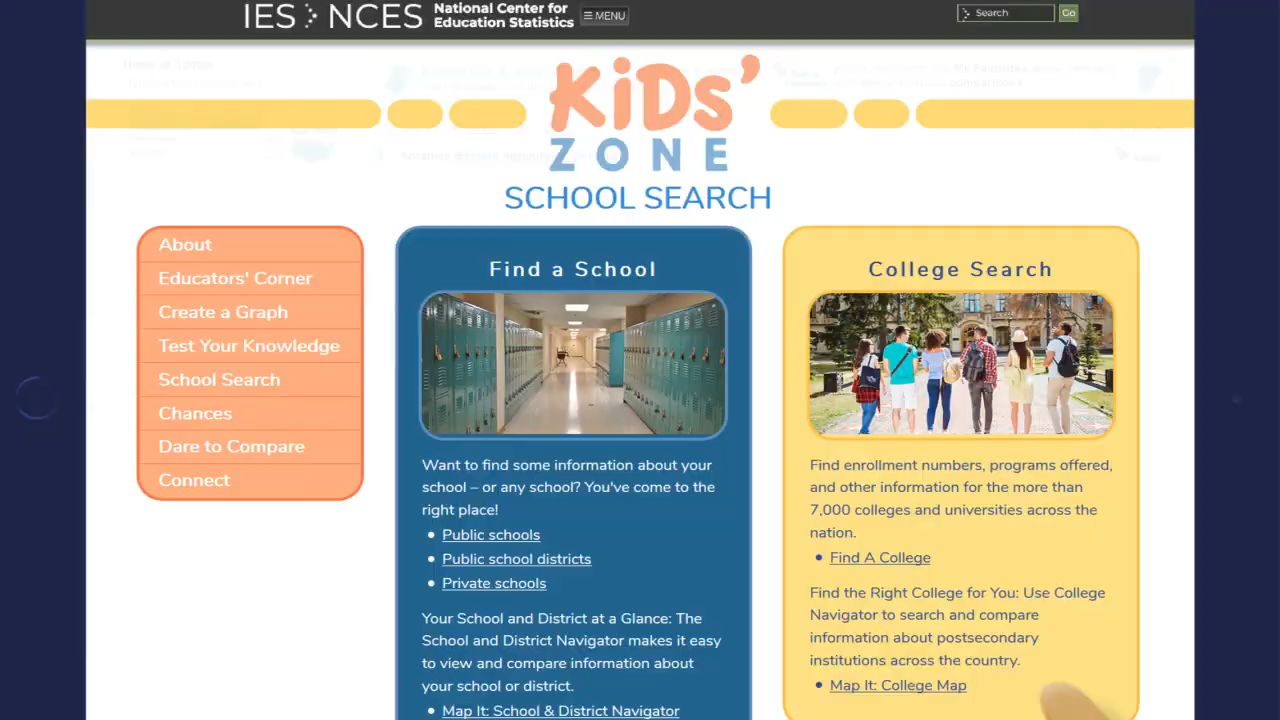 IES NCES National Center for Education Statistics MENU Search Go
KiDS'
ZONE
SCHOOL SEARCH
About
Educators' Corner
Create a Graph
Test Your Knowledge
School Search
Chances
Dare to Compare
Connect
Find a School
Want to find some information about your
school – or any school? You've come to the
right place!
Public schools
Public school districts
Private schools
Your School and District at a Glance: The
School and District Navigator makes it easy
to view and compare information about
your school or district.
Map It: School & District Navigator
College Search
Find enrollment numbers, programs offered,
and other information for the more than
7,000 colleges and universities across the
nation.
Find A College
Find the Right College for You: Use College
Navigator to search and compare
information about postsecondary
institutions across the country.
Map It: College Map